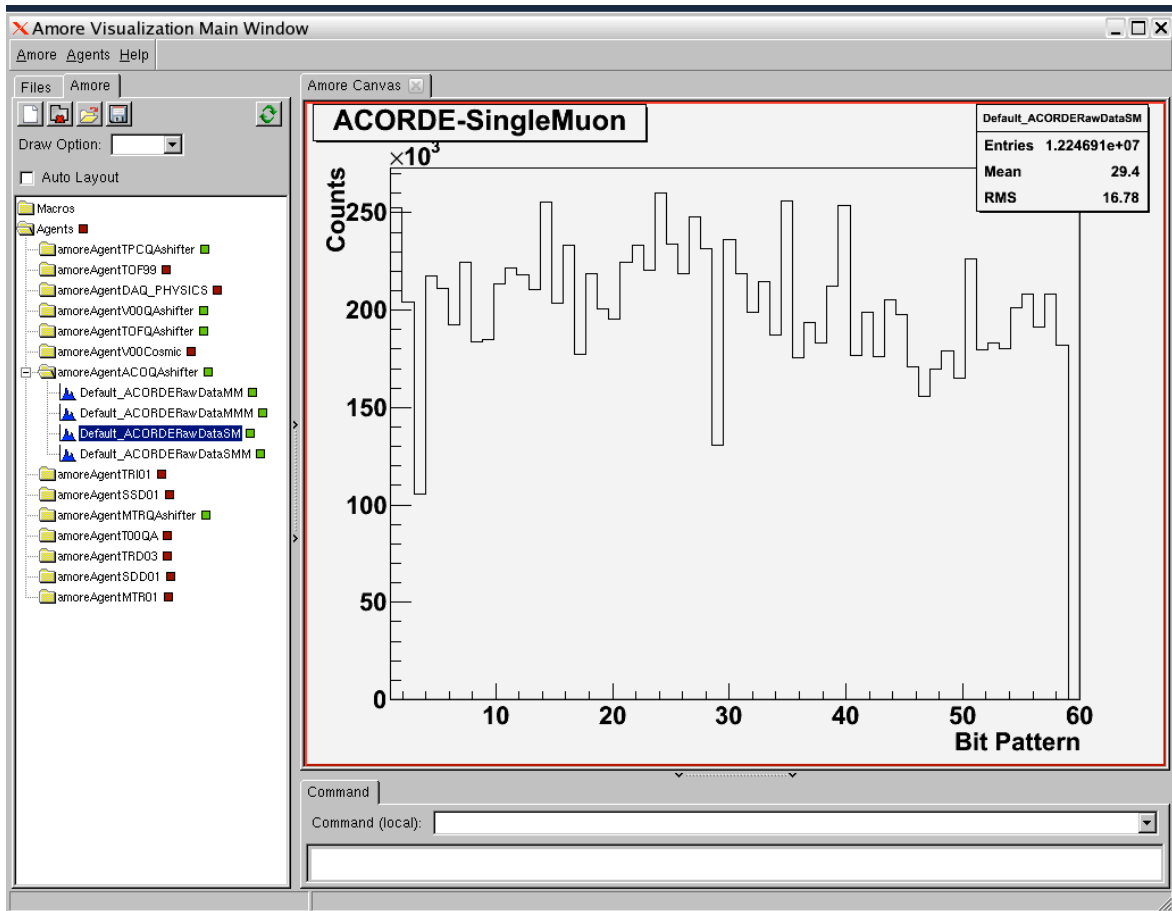 Amore Visualization Main Window
Amore Agents Help
Files Amore
Draw Option:
Auto Layout
Macros
Agents
amoreAgentTPCQAshifter
amoreAgentTOF99
amoreAgentDAQ_PHYSICS
amoreAgentV00QAshifter
amoreAgentTOFQAshifter
amoreAgentV00Cosmic
amoreAgentACOQAshifter
Default_ACORDERawDataMM
Default_ACORDERawDataMMM
Default_ACORDERawDataSM
Default_ACORDERawDataSMM
amoreAgentTRI01
amoreAgentSSD01
amoreAgentMTRQAshifter
amoreAgentT00QA
amoreAgentTRD03
amoreAgentSDD01
amoreAgentMTR01
Amore Canvas
ACORDE-SingleMuon
Default_ACORDERawDataSM
Entries 1.224691e+07
Mean 29.4
RMS 16.78
×10³
Counts
250
200
150
100
50
0
10 20 30 40 50 60
Bit Pattern
Command
Command (local):